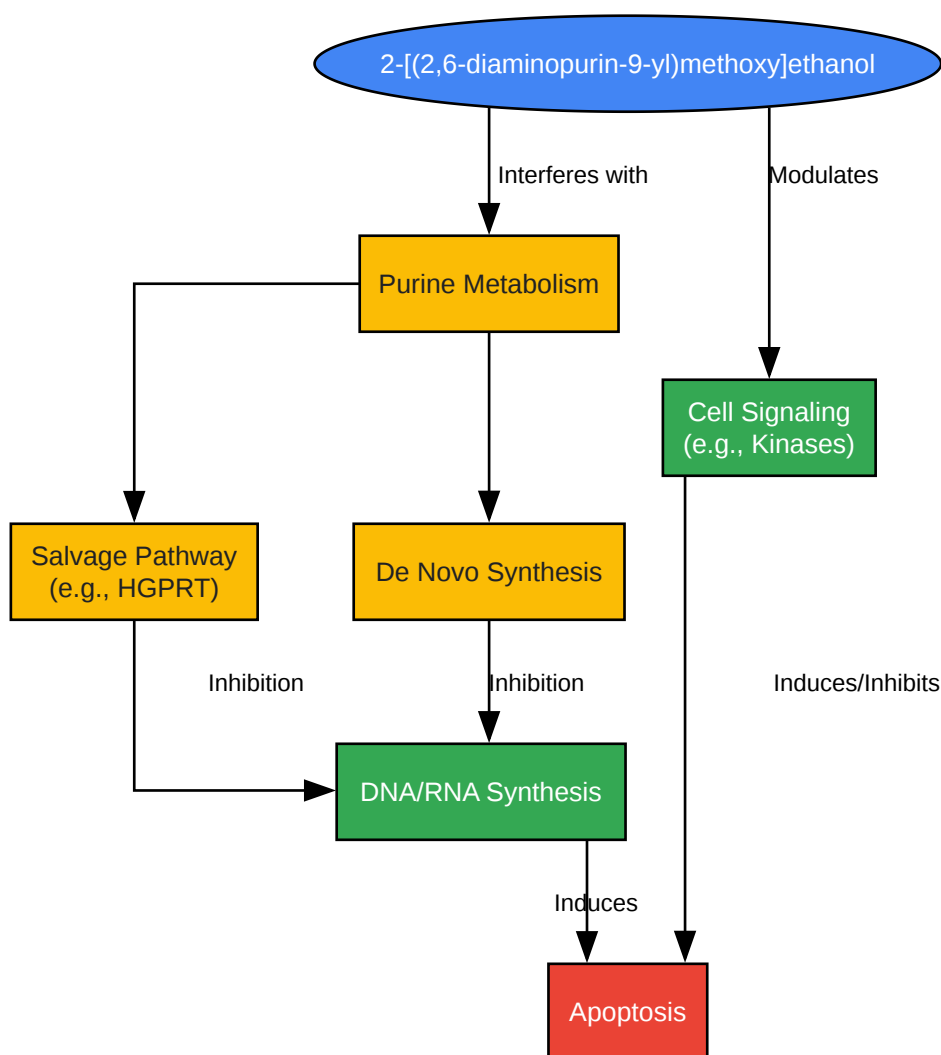 2-[(2,6-diaminopurin-9-yl)methoxy]ethanol
Interferes with
Modulates
Purine Metabolism
Cell Signaling
(e.g., Kinases)
Salvage Pathway
(e.g., HGPRT)
De Novo Synthesis
Inhibition
Inhibition
Induces/Inhibits
DNA/RNA Synthesis
Induces
Apoptosis